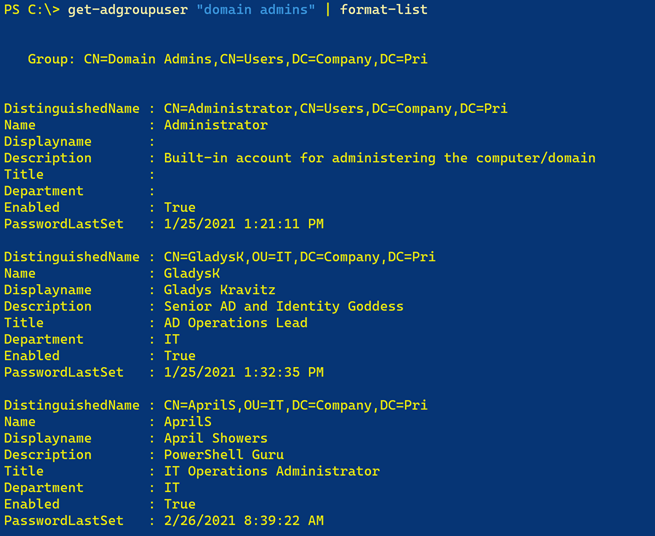 PS C:\> get-adgroupuser "domain admins" | format-list
Group: CN=Domain Admins,CN=Users,DC=Company,DC=Pri
DistinguishedName : CN=Administrator,CN=Users,DC=Company,DC=Pri
Name : Administrator
Displayname :
Description : Built-in account for administering the computer/domain
Title :
Department :
Enabled : True
PasswordLastSet : 1/25/2021 1:21:11 PM
DistinguishedName : CN=GladysK,OU=IT,DC=Company,DC=Pri
Name : GladysK
Displayname : Gladys Kravitz
Description : Senior AD and Identity Goddess
Title : AD Operations Lead
Department : IT
Enabled : True
PasswordLastSet : 1/25/2021 1:32:35 PM
DistinguishedName : CN=AprilS,OU=IT,DC=Company,DC=Pri
Name : AprilS
Displayname : April Showers
Description : PowerShell Guru
Title : IT Operations Administrator
Department : IT
Enabled : True
PasswordLastSet : 2/26/2021 8:39:22 AM